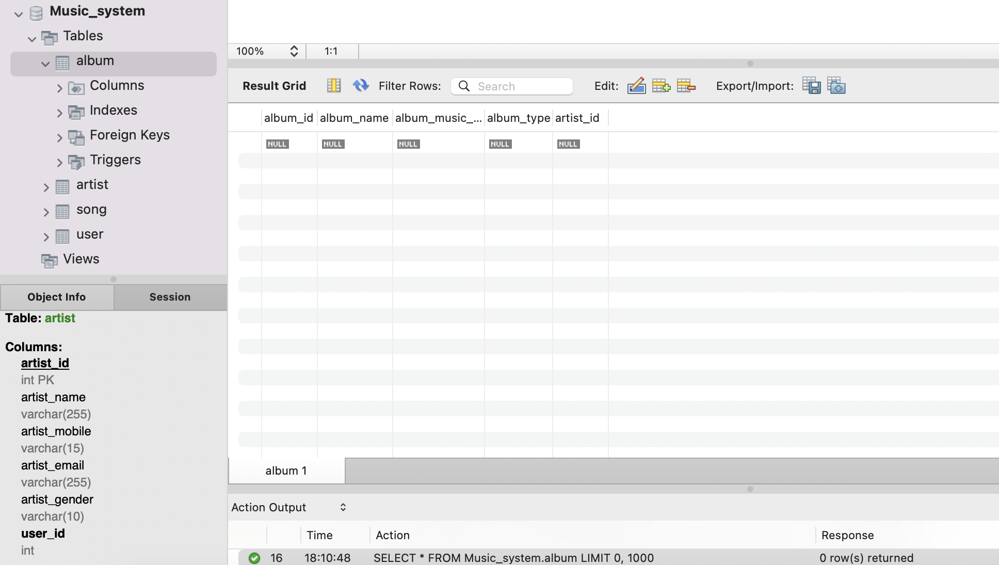 Music_system
Tables
album
Columns
Indexes
Foreign Keys
Triggers
artist
song
user
Views
Object Info Session
Table: artist
Columns:
artist_id
int PK
artist_name
varchar(255)
artist_mobile
varchar(15)
artist_email
varchar(255)
artist_gender
varchar(10)
user_id
int
100% 1:1
Result Grid Filter Rows: Search Edit: Export/Import:
album_id album_name album_music_... album_type artist_id
NULL NULL NULL NULL NULL
album 1
Action Output
Time Action Response
16 18:10:48 SELECT * FROM Music_system.album LIMIT 0, 1000 0 row(s) returned